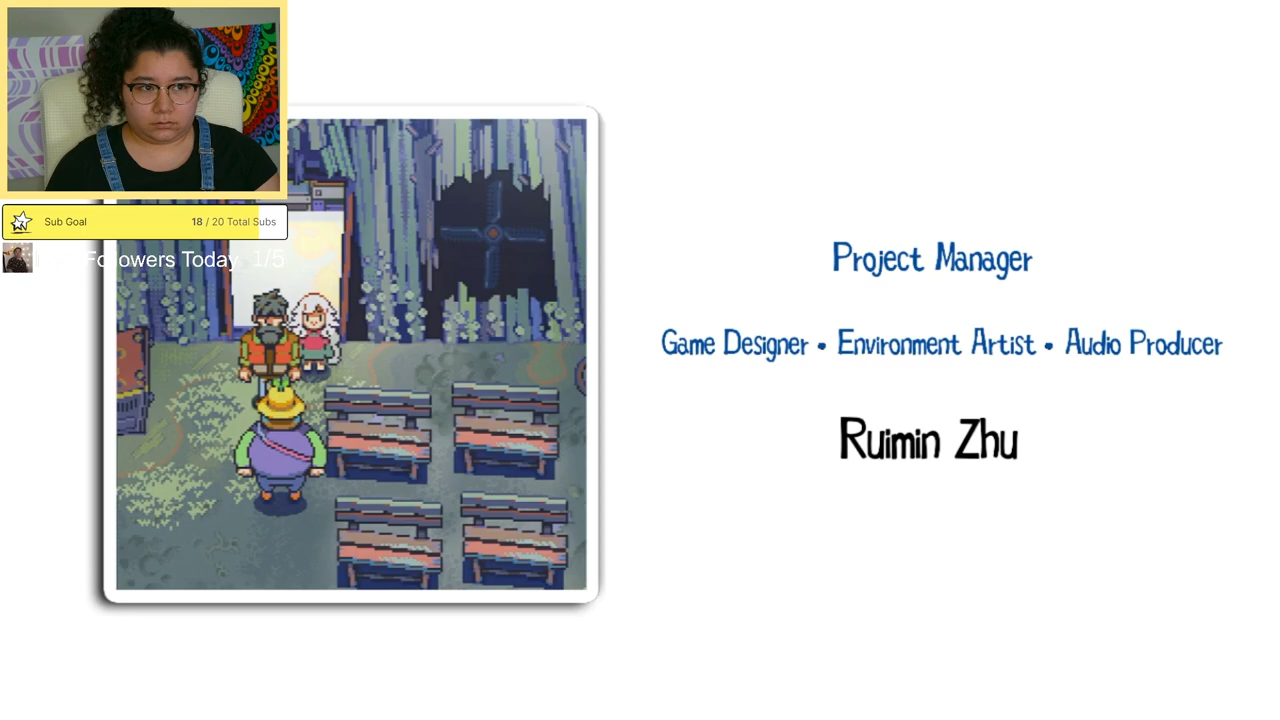 Sub Goal 18 / 20 Total Subs
Followers Today 1/5
Project Manager
Game Designer • Environment Artist • Audio Producer
Ruimin Zhu